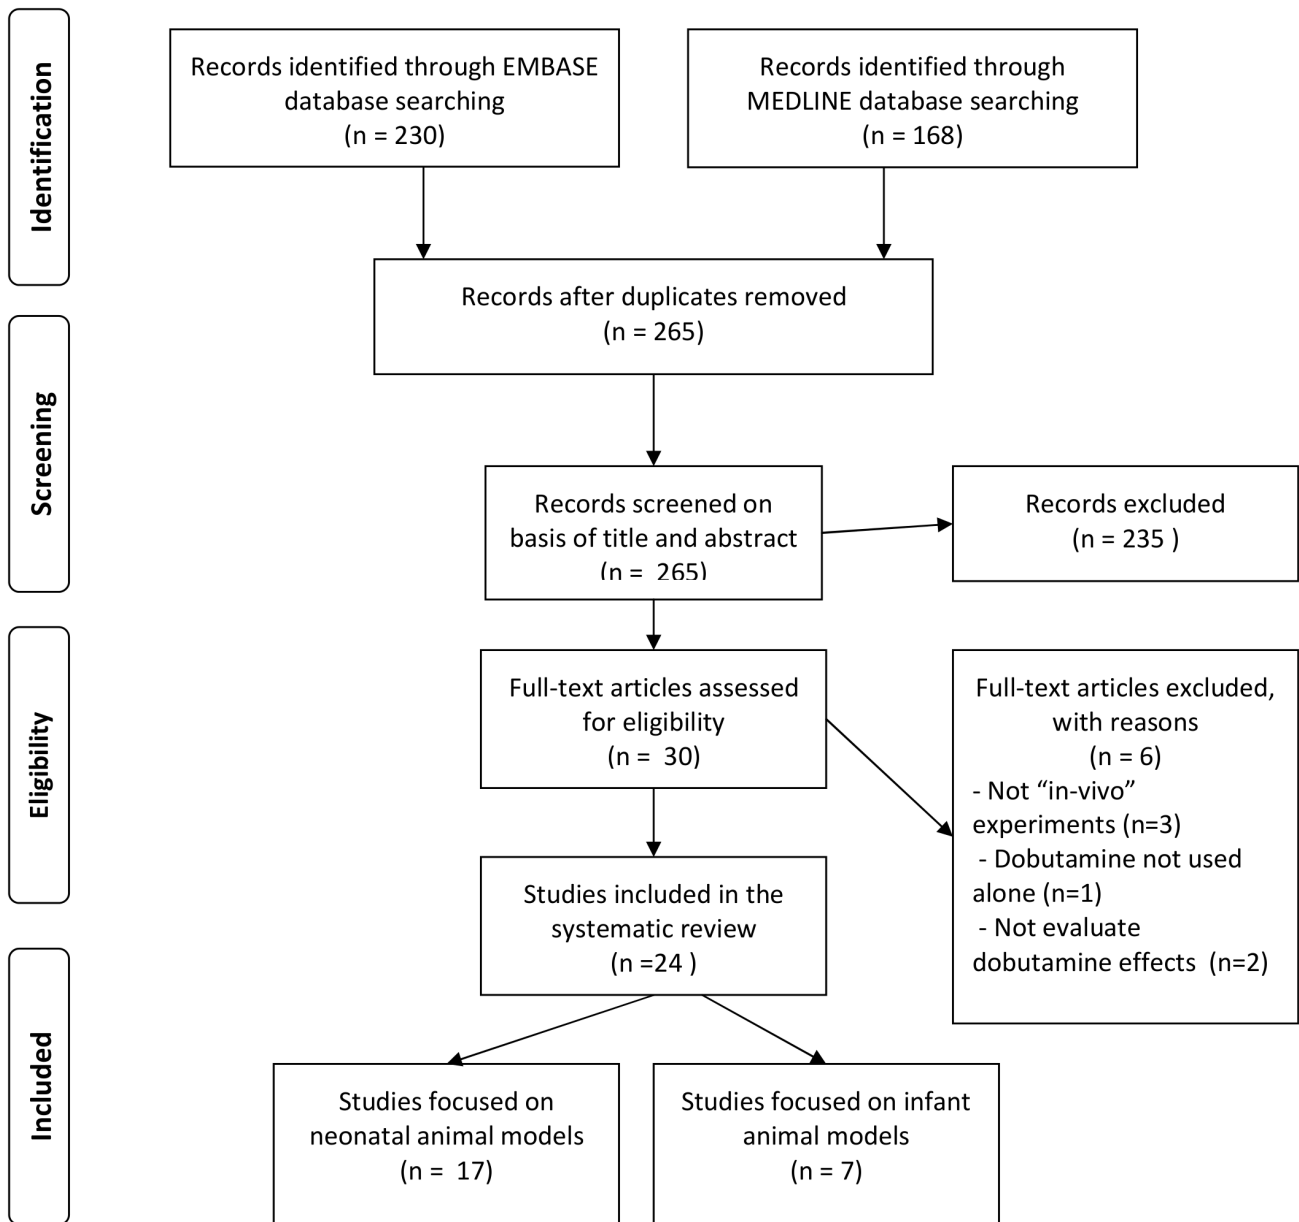 Identification
Records identified through EMBASE
database searching
(n = 230)
Records identified through
MEDLINE database searching
(n = 168)
Records after duplicates removed
(n = 265)
Screening
Records screened on
basis of title and abstract
(n =  265)
Records excluded
(n = 235 )
Eligibility
Full-text articles assessed
for eligibility
(n =  30)
Full-text articles excluded,
with reasons
(n = 6)
- Not “in-vivo”
experiments (n=3)
- Dobutamine not used
alone (n=1)
- Not evaluate
dobutamine effects  (n=2)
Studies included in the
systematic review
(n =24 )
Included
Studies focused on
neonatal animal models
(n =  17)
Studies focused on infant
animal models
(n = 7)